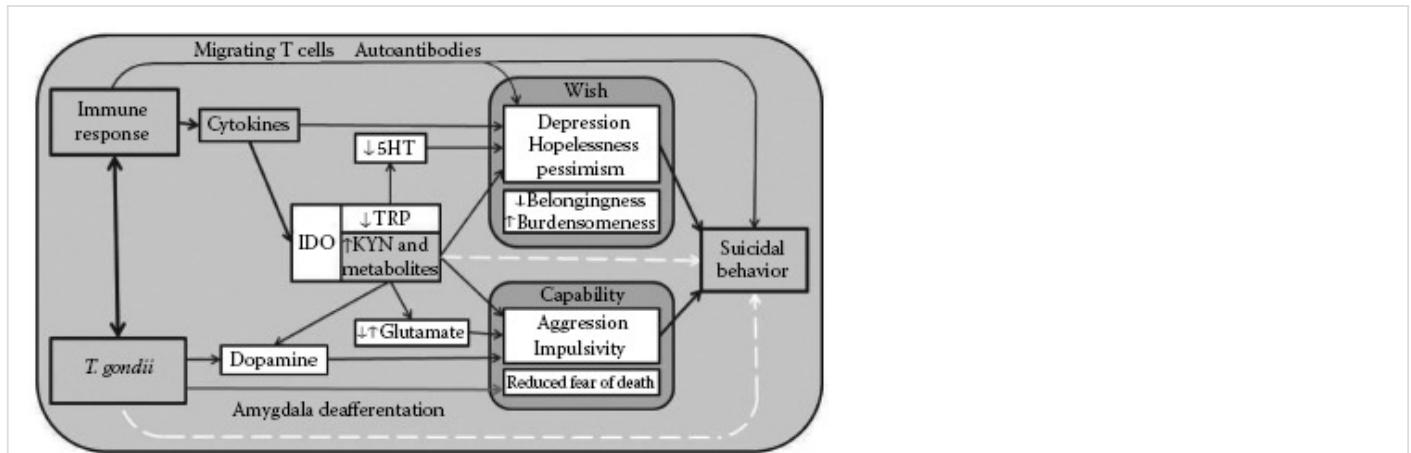 Migrating T cells Autoantibodies
Immune
response
Cytokines
Wish
Depression
Hopelessness
pessimism
↓5HT
↓Belongingness
↑Burdensomeness
IDO
↓TRP
↑KYN and
metabolites
Suicidal
behavior
Capability
Aggression
Impulsivity
↓↑Glutamate
T. gondii
Dopamine
Reduced fear of death
Amygdala deafferentation